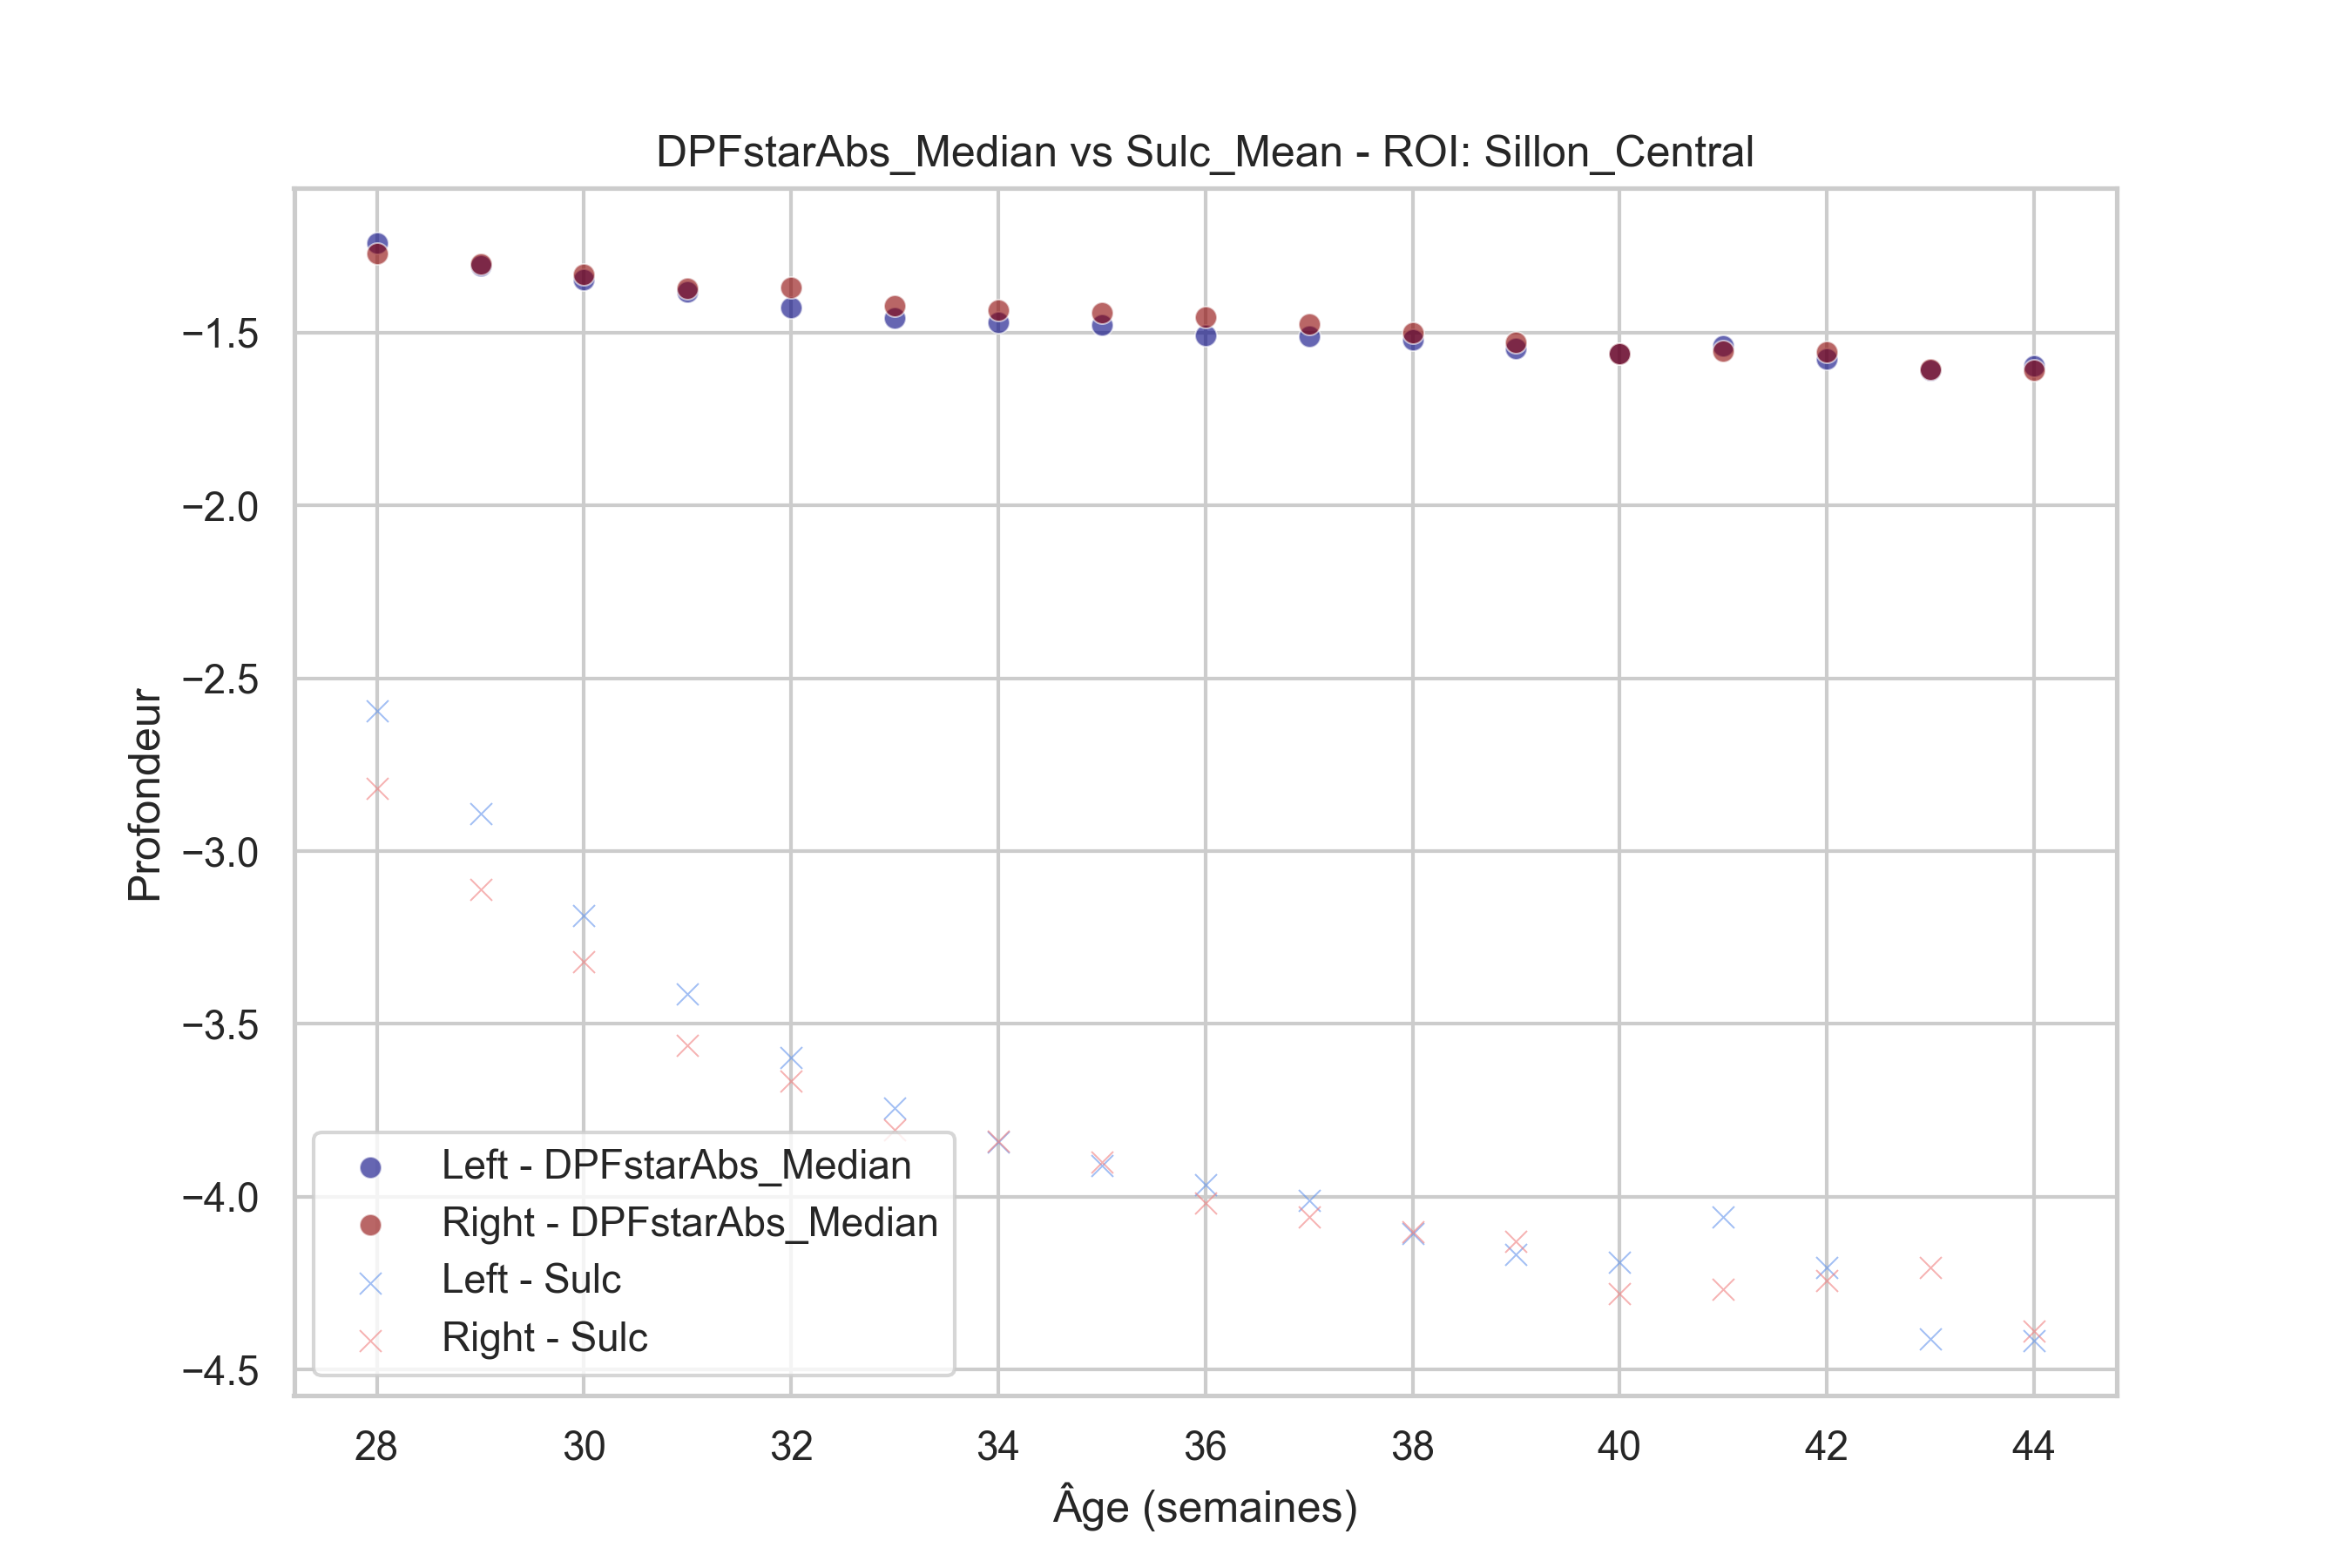 DPFstarAbs_Median vs Sulc_Mean - ROI: Sillon_Central
−1.5
−2.0
−2.5
−3.0
−3.5
−4.0
−4.5
Profondeur
Left - DPFstarAbs_Median
Right - DPFstarAbs_Median
Left - Sulc
Right - Sulc
28 30 32 34 36 38 40 42 44
Âge (semaines)